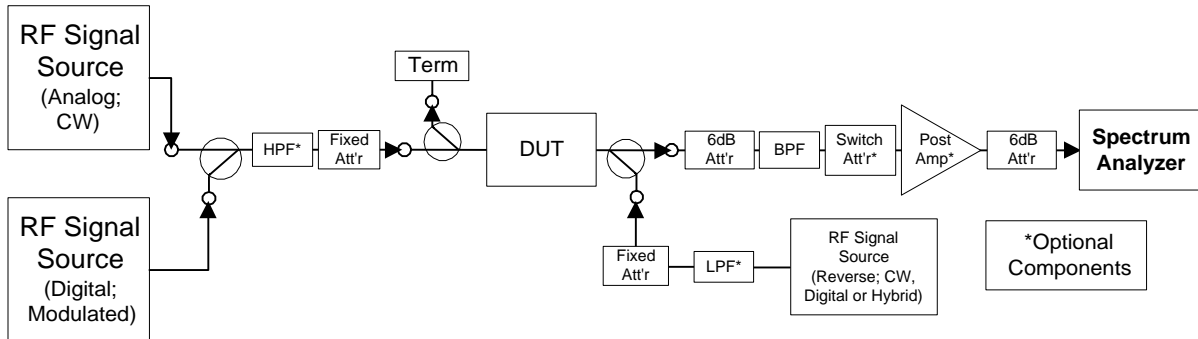 RF Signal
Source
(Analog;
CW)
RF Signal
Source
(Digital;
Modulated)
HPF*
Fixed
Att'r
Term
DUT
6dB
Att'r
BPF
Switch
Att'r*
Post
Amp*
6dB
Att'r
Spectrum
Analyzer
Fixed
Att'r
LPF*
RF Signal
Source
(Reverse; CW,
Digital or Hybrid)
*Optional
Components